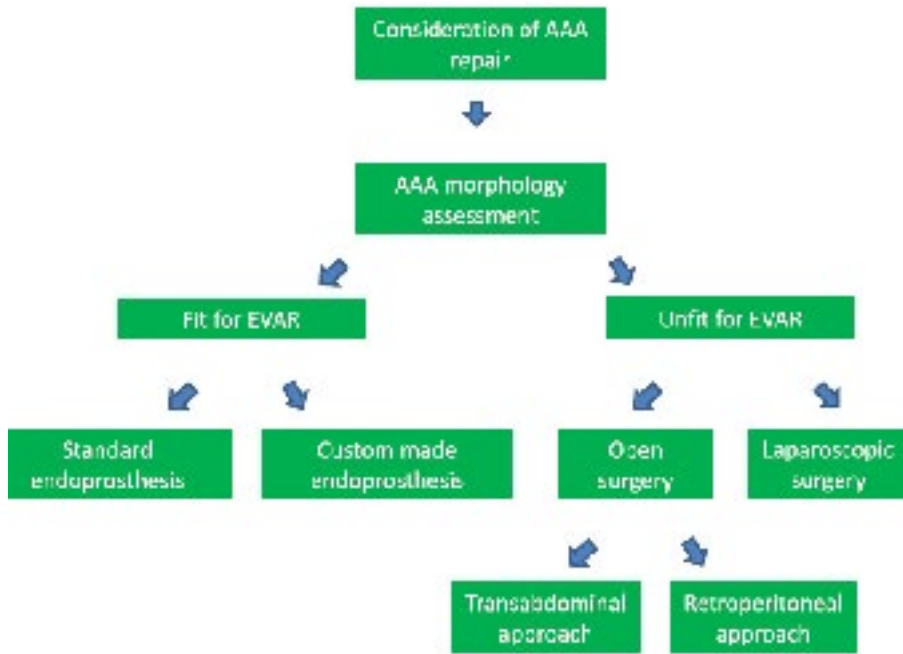 Consideration of AAA
repair
AAA morphology
assessment
Fit for EVAR
Unfit for EVAR
Standard
endoprosthesis
Custom made
endoprosthesis
Open
surgery
Laparoscopic
surgery
Transabdominal
approach
Retroperitoneal
approach